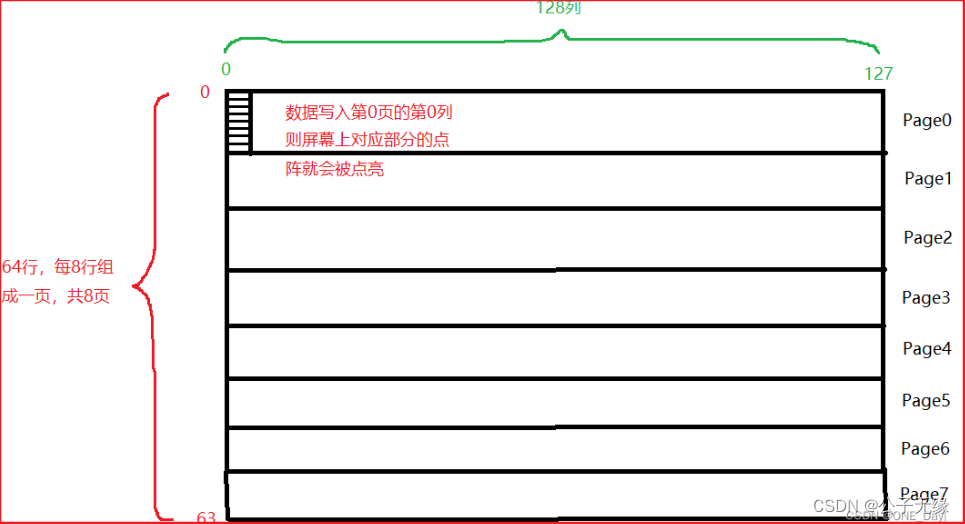 128列
0
127
0
数据写入第0页的第0列
则屏幕上对应部分的点
阵就会被点亮
Page0
Page1
Page2
64行，每8行组
成一页，共8页
Page3
Page4
Page5
Page6
Page7
63
CSDN @公子无缘
CSDN @ONE_Day|